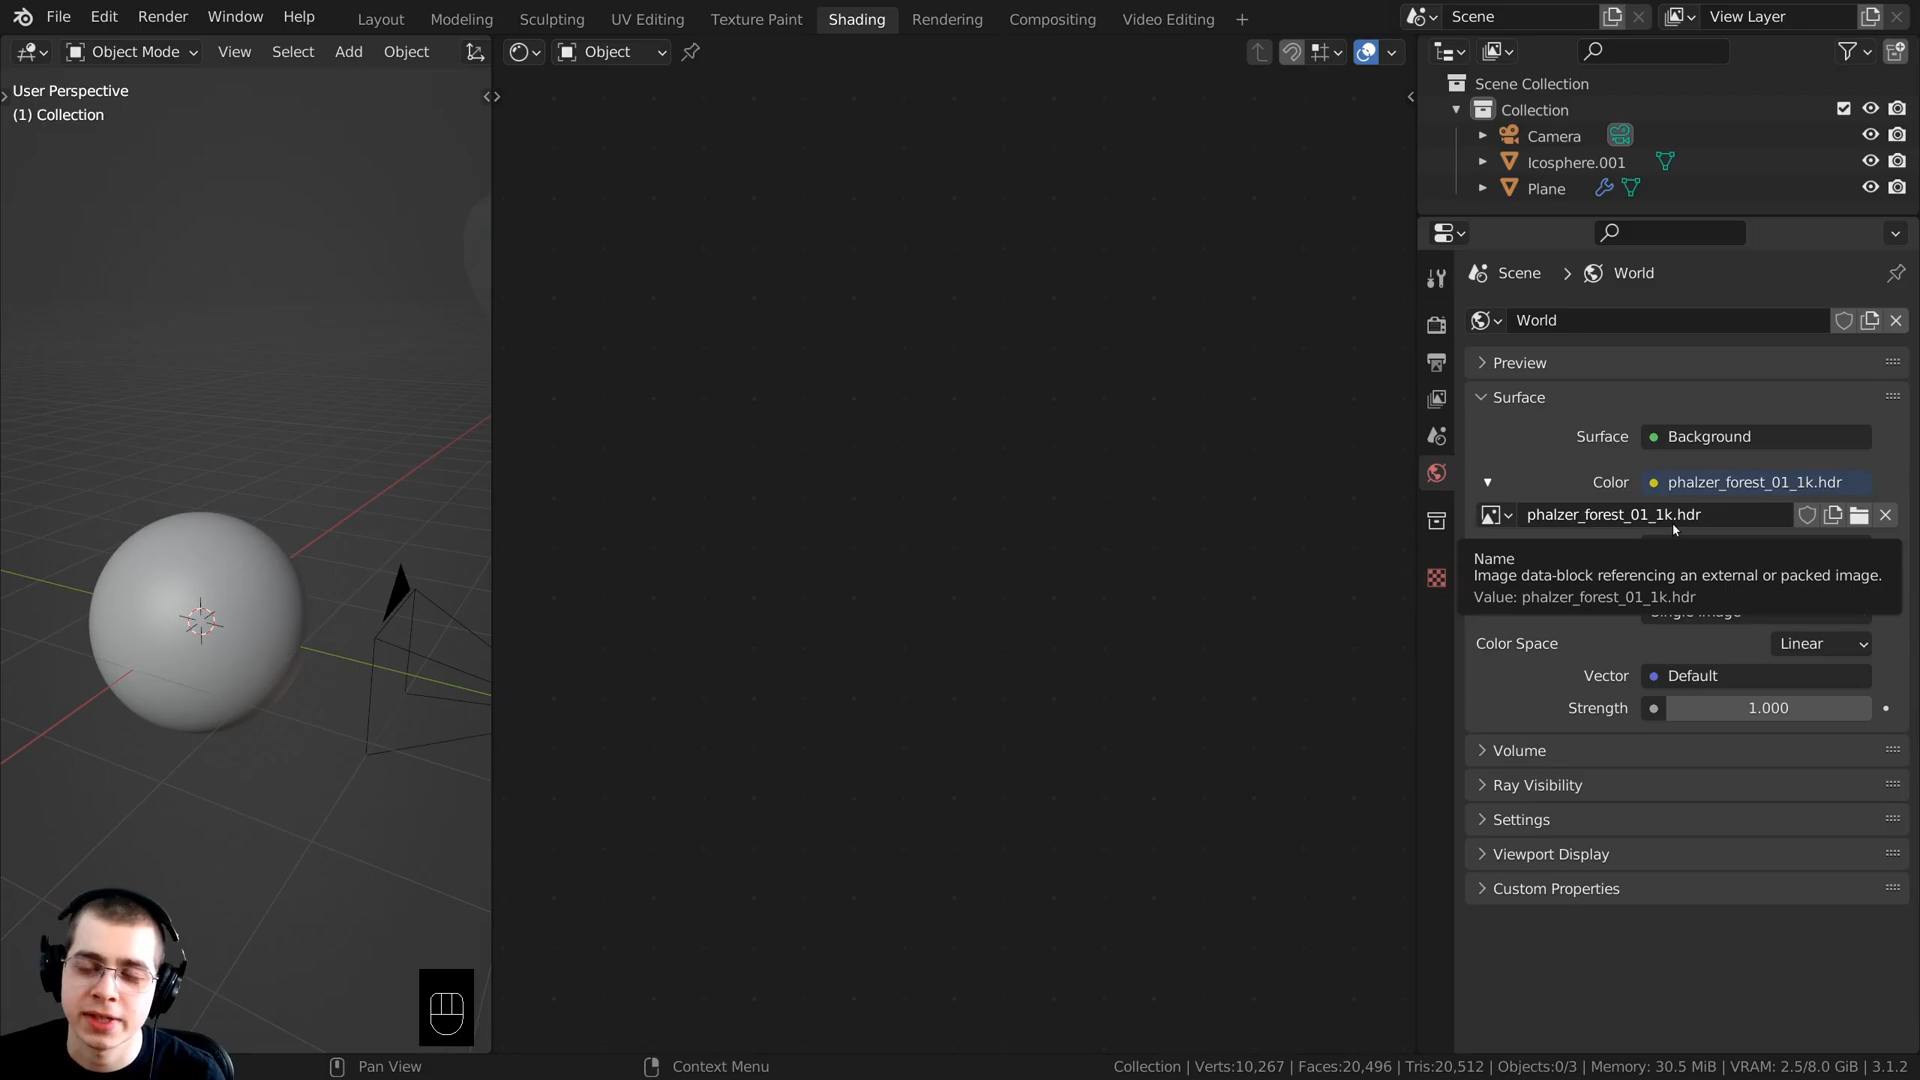 File Edit Render Window Help
Layout Modeling Sculpting UV Editing Texture Paint Shading Rendering Compositing Video Editing +
Scene
View Layer
Object Mode View Select Add Object
Object
User Perspective
(1) Collection
Scene Collection
Collection
Camera
Icosphere.001
Plane
Scene > World
World
Preview
Surface
Surface Background
Color phalzer_forest_01_1k.hdr
phalzer_forest_01_1k.hdr
Name
Image data-block referencing an external or packed image.
Value: phalzer_forest_01_1k.hdr
Single Image
Color Space Linear
Vector Default
Strength 1.000
Volume
Ray Visibility
Settings
Viewport Display
Custom Properties
Pan View
Context Menu
Collection | Verts:10,267 | Faces:20,496 | Tris:20,512 | Objects:0/3 | Memory: 30.5 MiB | VRAM: 2.5/8.0 GiB | 3.1.2